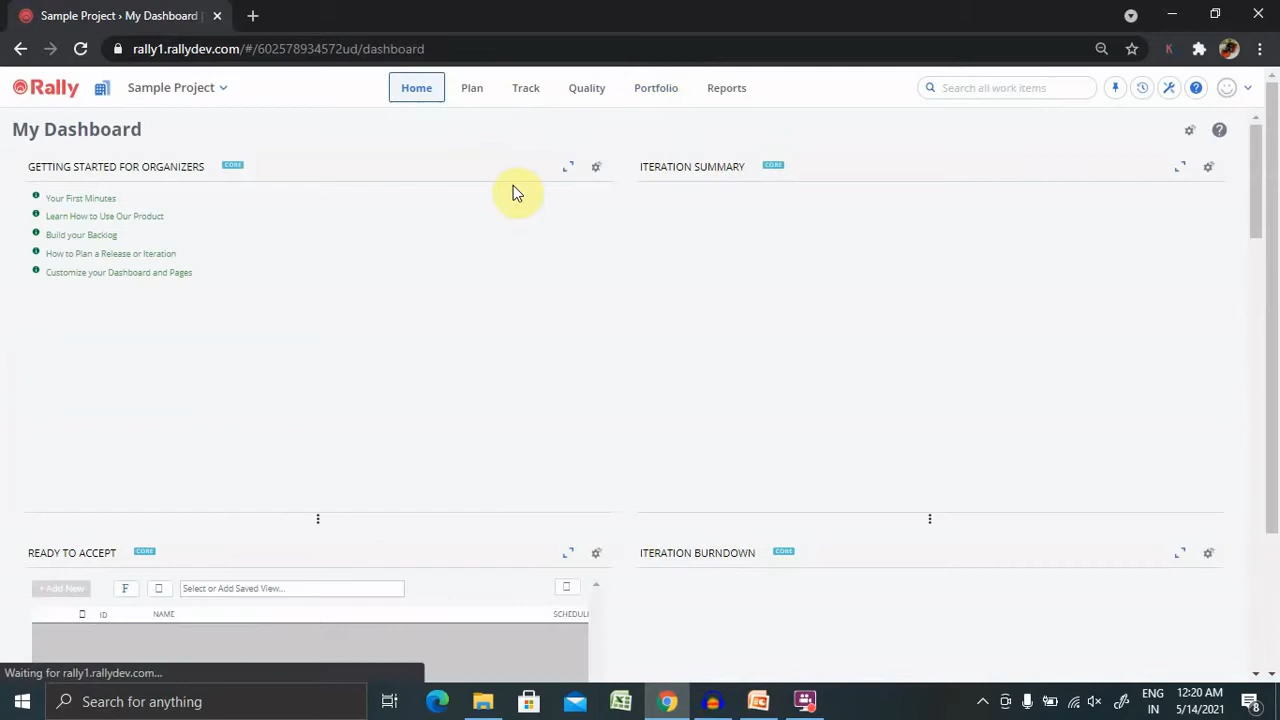 Sample Project › My Dashboard |
rally1.rallydev.com/#/602578934572ud/dashboard
K
Rally
Sample Project
Home
Plan
Track
Quality
Portfolio
Reports
Search all work items
My Dashboard
GETTING STARTED FOR ORGANIZERS
CORE
Your First Minutes
Learn How to Use Our Product
Build your Backlog
How to Plan a Release or Iteration
Customize your Dashboard and Pages
ITERATION SUMMARY
CORE
READY TO ACCEPT
CORE
+ Add New
F
Select or Add Saved View...
ID
NAME
SCHEDULI
ITERATION BURNDOWN
CORE
Waiting for rally1.rallydev.com...
Search for anything
ENG
IN
12:20 AM
5/14/2021
8